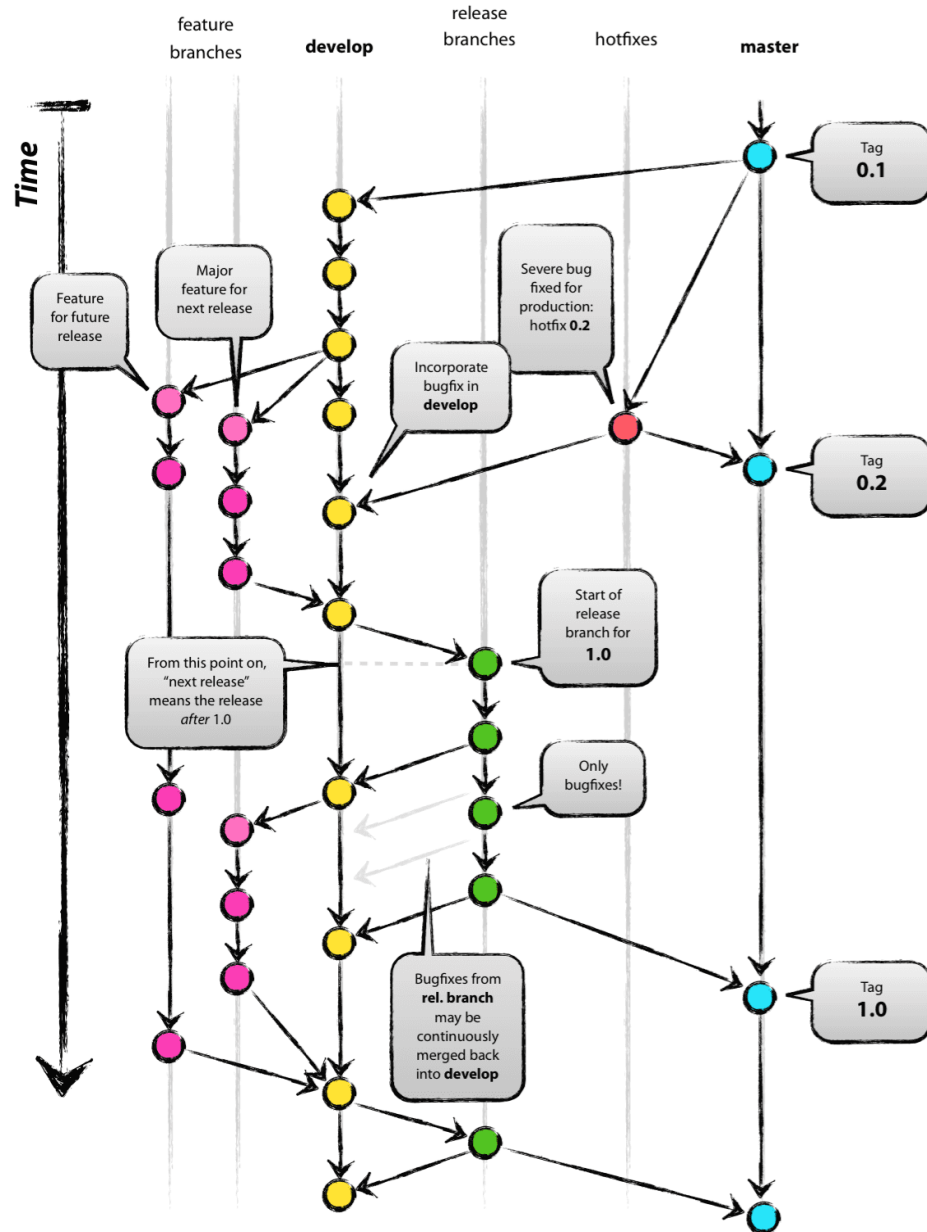 feature
branches
develop
release
branches
hotfixes
master
Time
Tag
0.1
Feature
for future
release
Major
feature for
next release
Severe bug
fixed for
production:
hotfix 0.2
Incorporate
bugfix in
develop
Tag
0.2
Start of
release
branch for
1.0
From this point on,
“next release”
means the release
after 1.0
Only
bugfixes!
Bugfixes from
rel. branch
may be
continuously
merged back
into develop
Tag
1.0